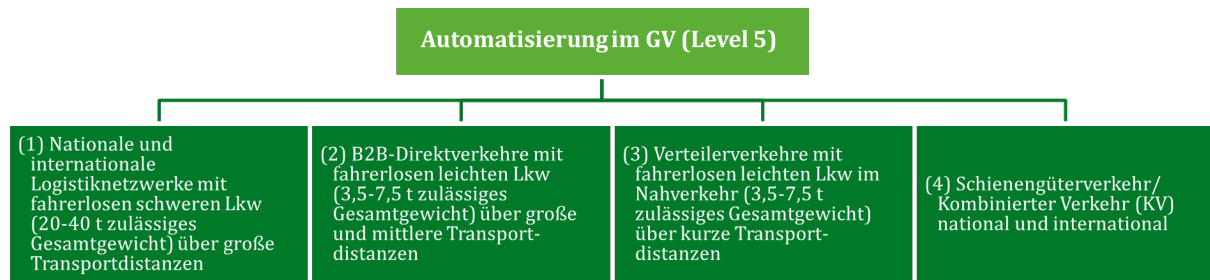 Automatisierung im GV (Level 5)
(1) Nationale und
internationale
Logistiknetzwerke mit
fahrerlosen schweren Lkw
(20-40 t zulässiges
Gesamtgewicht) über große
Transportdistanzen
(2) B2B-Direktverkehre mit
fahrerlosen leichten Lkw
(3,5-7,5 t zulässiges
Gesamtgewicht) über große
und mittlere Transport-
distanzen
(3) Verteilerverkehre mit
fahrerlosen leichten Lkw im
Nahverkehr (3,5-7,5 t
zulässiges Gesamtgewicht)
über kurze Transport-
distanzen
(4) Schienengüterverkehr/
Kombinierter Verkehr (KV)
national und international